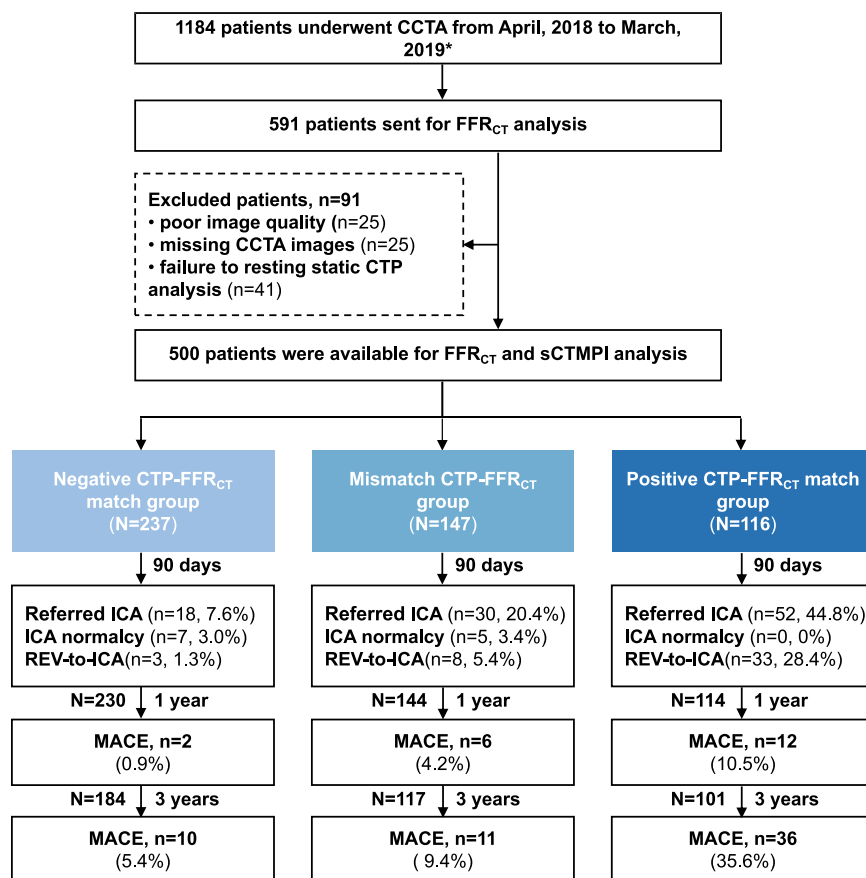 1184 patients underwent CCTA from April, 2018 to March,
2019*
591 patients sent for FFRCT analysis
Excluded patients, n=91
• poor image quality (n=25)
• missing CCTA images (n=25)
• failure to resting static CTP
analysis (n=41)
500 patients were available for FFRCT and sCTMPI analysis
Negative CTP-FFRCT
match group
(N=237)
Mismatch CTP-FFRCT
group
(N=147)
Positive CTP-FFRCT match
group
(N=116)
90 days
90 days
90 days
Referred ICA (n=18, 7.6%)
ICA normalcy (n=7, 3.0%)
REV-to-ICA(n=3, 1.3%)
Referred ICA (n=30, 20.4%)
ICA normalcy (n=5, 3.4%)
REV-to-ICA(n=8, 5.4%)
Referred ICA (n=52, 44.8%)
ICA normalcy (n=0, 0%)
REV-to-ICA(n=33, 28.4%)
N=230 1 year
N=144 1 year
N=114 1 year
MACE, n=2
(0.9%)
MACE, n=6
(4.2%)
MACE, n=12
(10.5%)
N=184 3 years
N=117 3 years
N=101 3 years
MACE, n=10
(5.4%)
MACE, n=11
( 9.4%)
MACE, n=36
(35.6%)